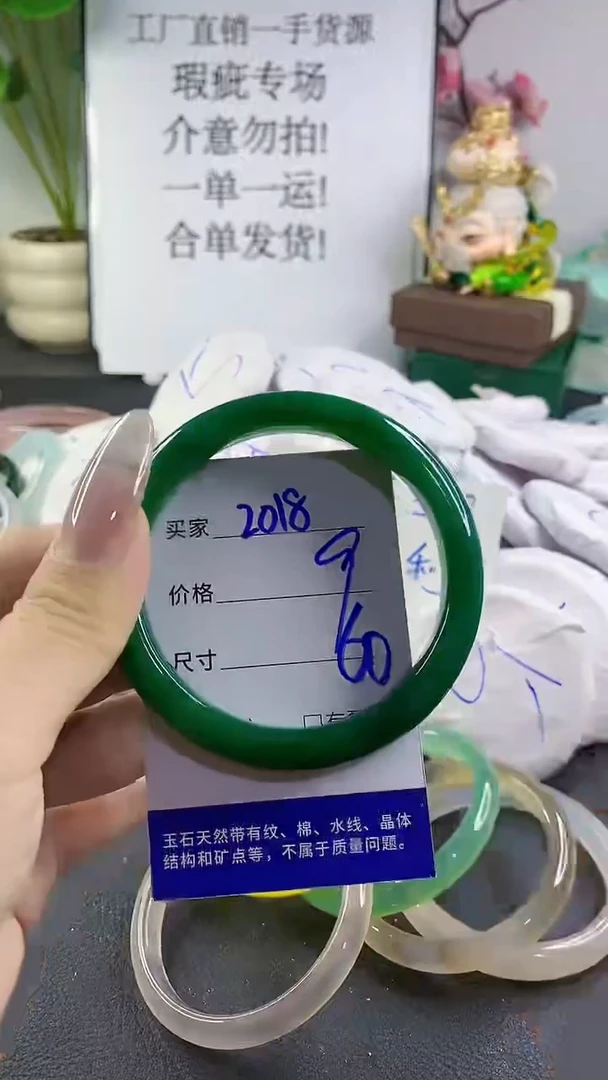 工厂直销一手货源
瑕疵专场
介意勿拍!
一单一运!
合单发货!
买家 2018
价格 9
尺寸 60
玉石天然带有纹、棉、水线、晶体
结构和矿点等，不属于质量问题。